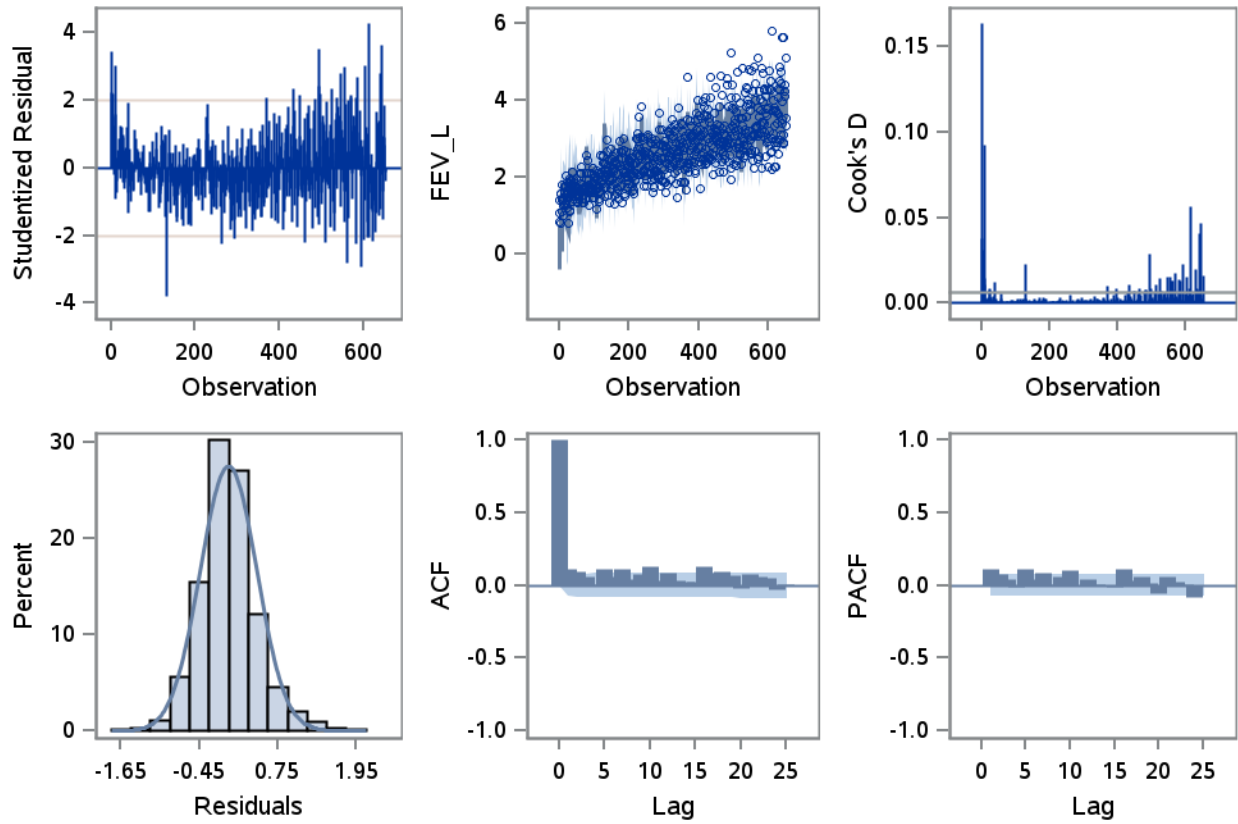 Studentized Residual
4
2
0
-2
-4
0 200 400 600
Observation
FEV_L
6
4
2
0
0 200 400 600
Observation
Cook's D
0.15
0.10
0.05
0.00
0 200 400 600
Observation
Percent
30
20
10
0
-1.65 -0.45 0.75 1.95
Residuals
ACF
1.0
0.5
0.0
-0.5
-1.0
0 5 10 15 20 25
Lag
PACF
1.0
0.5
0.0
-0.5
-1.0
0 5 10 15 20 25
Lag